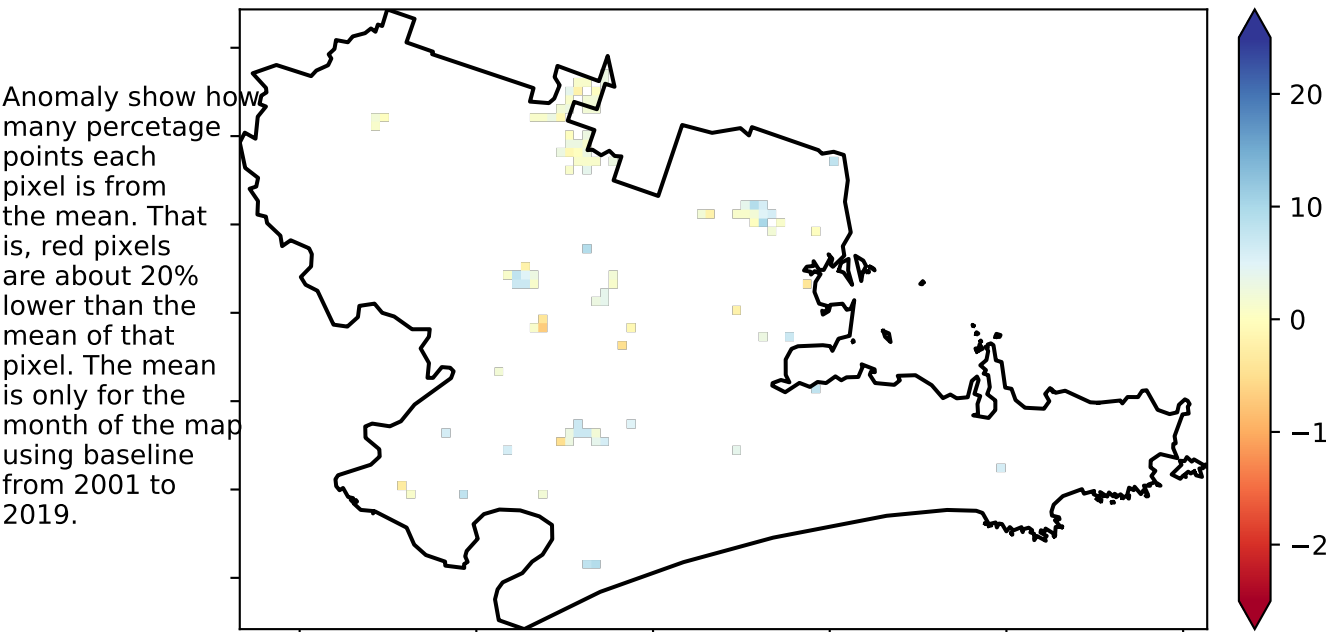 Anomaly show how
many percetage
points each
pixel is from
the mean. That
is, red pixels
are about 20%
lower than the
mean of that
pixel. The mean
is only for the
month of the map
using baseline
from 2001 to
2019.
20
10
0
−1
−2